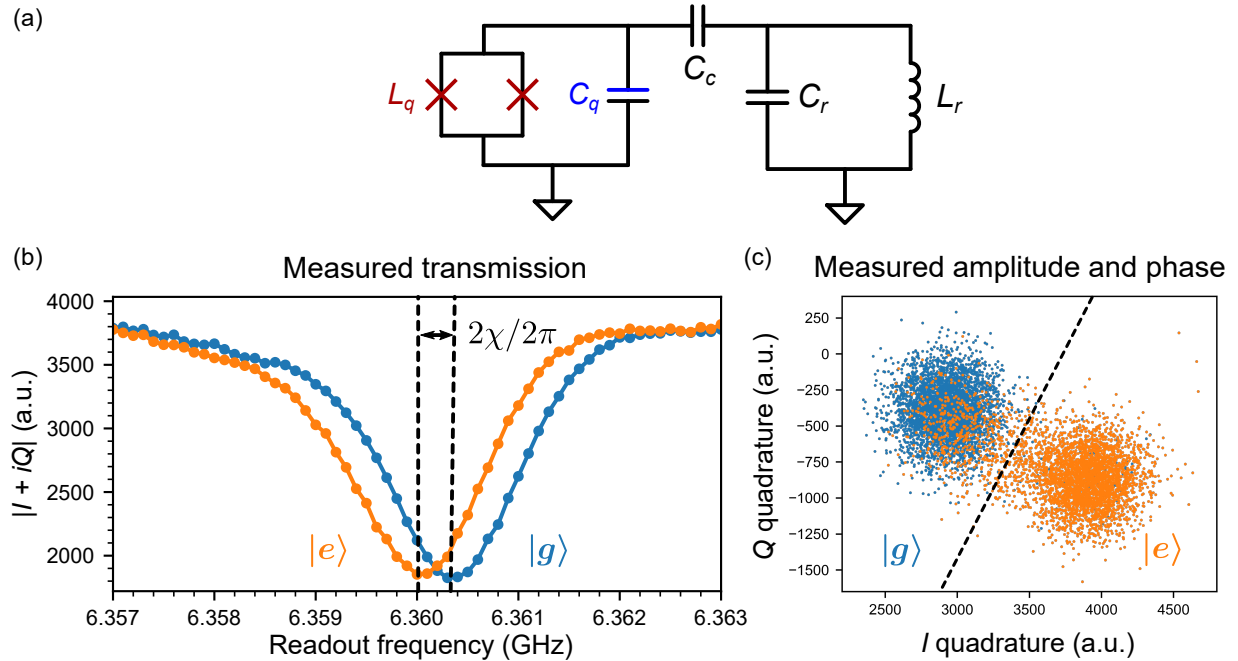 (a)
L_q
C_q
C_c
C_r
L_r
(b)
Measured transmission
|I + iQ| (a.u.)
4000
3500
3000
2500
2000
2χ/2π
|e⟩
|g⟩
6.357
6.358
6.359
6.360
6.361
6.362
6.363
Readout frequency (GHz)
(c)
Measured amplitude and phase
Q quadrature (a.u.)
250
0
−250
−500
−750
−1000
−1250
−1500
|g⟩
|e⟩
2500
3000
3500
4000
4500
I quadrature (a.u.)